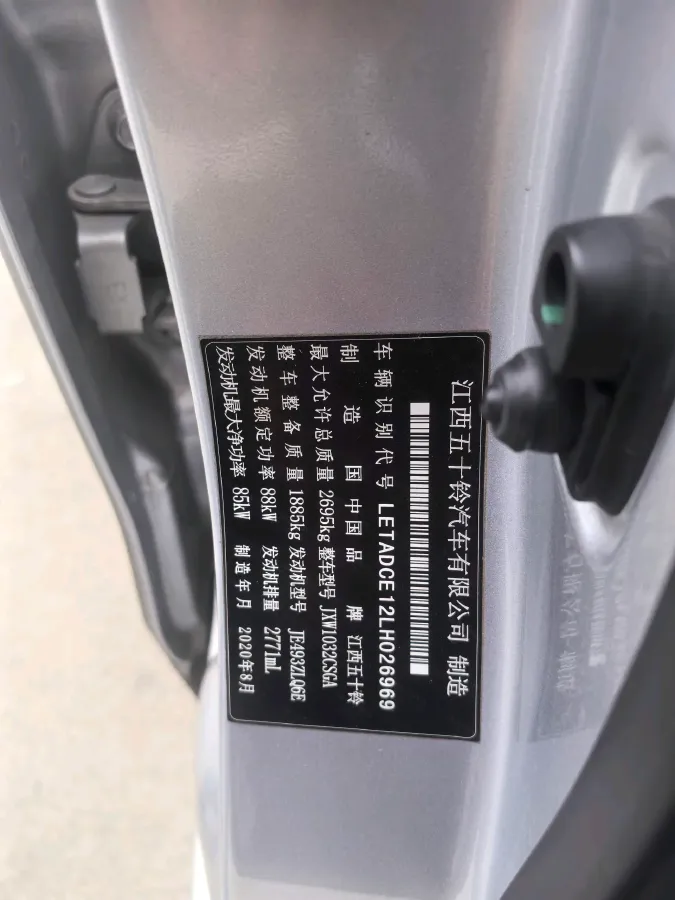 江西五十铃汽车有限公司 制造
车辆识别代号 LETADCE12LH026969
制造国 中国 品牌 江西五十铃
最大允许总质量 2695kg 整车型号 JXW1032CSGA
整车整备质量 1885kg 发动机型号 JE493ZLQ6E
发动机额定功率 88kW 发动机排量 2771mL
发动机最大净功率 85kW 制造年月 2020年8月